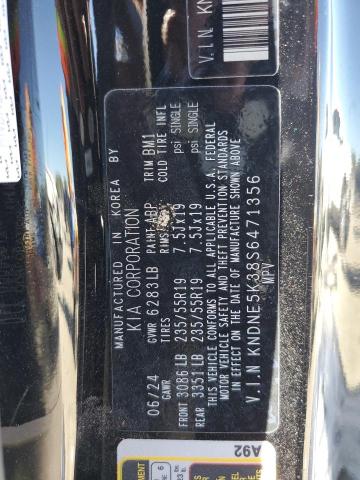 MANUFACTURED IN KOREA BY
KIA CORPORATION
06/24 GVWR 6283LB PAINT ABP TRIM BM1
GAWR TIRES RIMS COLD TIRE INFL
FRONT 3086LB 235/55R19 7.5JX19 psi SINGLE
REAR 3351LB 235/55R19 7.5JX19 psi SINGLE
THIS VEHICLE CONFORMS TO ALL APPLICABLE U.S.A. FEDERAL
MOTOR VEHICLE SAFETY AND THEFT PREVENTION STANDARDS
IN EFFECT ON THE DATE OF MANUFACTURE SHOWN ABOVE
V.I.N KNDNE5K38S6471356
MPV
V.I.N KN
A92